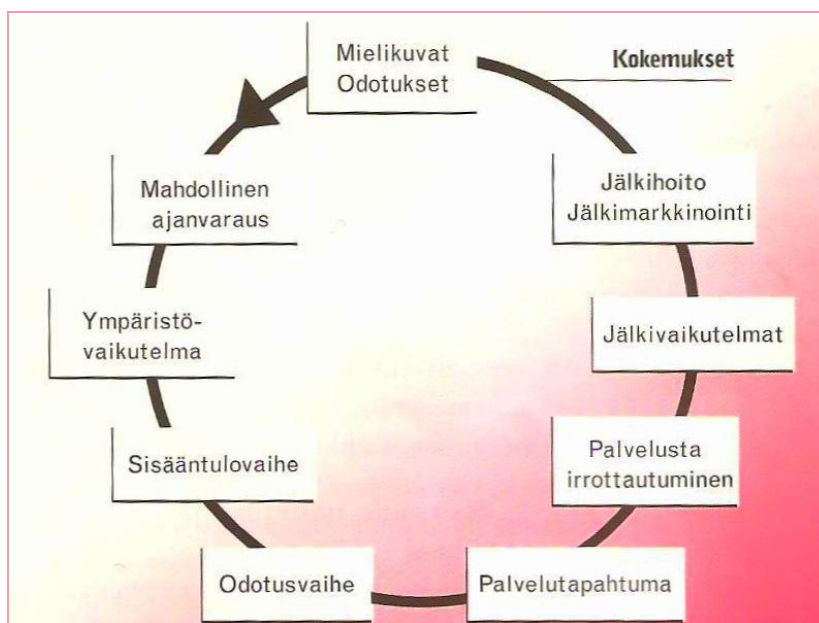 Mielikuvat
Odotukset
Kokemukset
Mahdollinen
ajanvaraus
Ympäristö-
vaikutelma
Sisääntulovaihe
Odotusvaihe
Palvelutapahtuma
Palvelusta
irrottautuminen
Jälkivaikutelmat
Jälkihoito
Jälkimarkkinointi